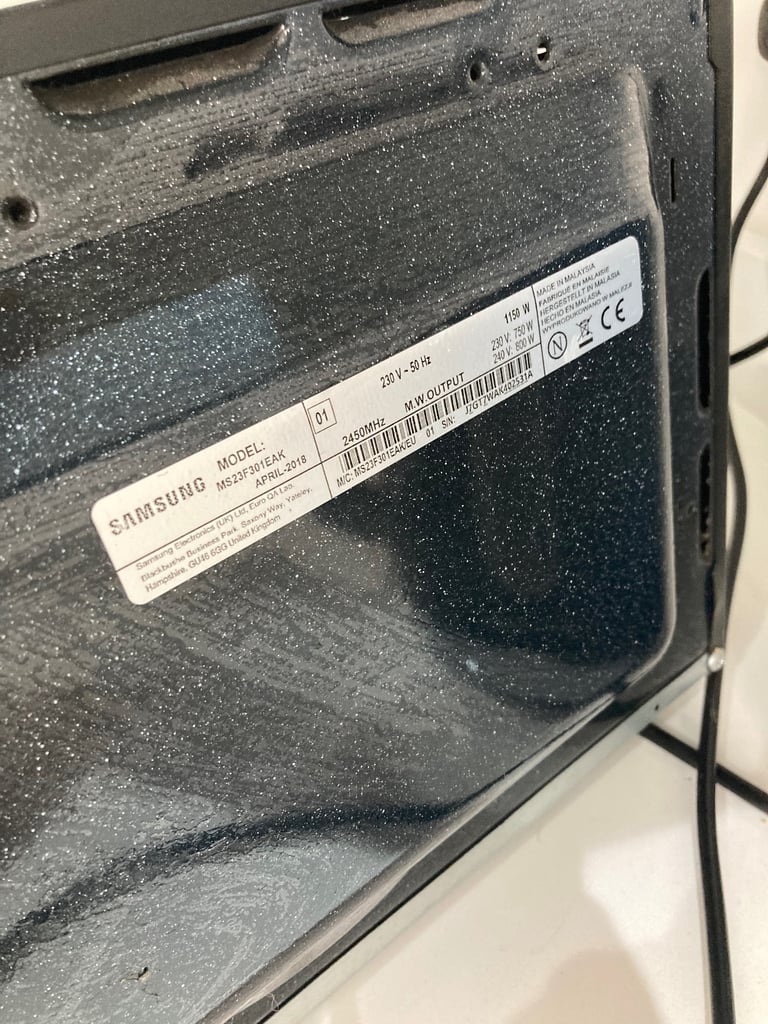 SAMSUNG
MODEL:
MS23F301EAK
APRIL-2018
Samsung Electronics (UK) Ltd, Euro QA Lab.
Blackbushe Business Park, Saxony Way, Yateley,
Hampshire, GU46 6GG United Kingdom
01
230 V ~ 50 Hz
1150 W
2450MHz
M.W.OUTPUT
230 V: 750 W
240 V: 800 W
M/C: MS23F301EAK/EU 01 S/N: J7GT7WAK402531A
MADE IN MALAYSIA
FABRIQUE EN MALAISIE
HERGESTELLT IN MALASIA
HECHO EN MALASIA
WYPRODUKOWANO W MALEZJI
N
CE